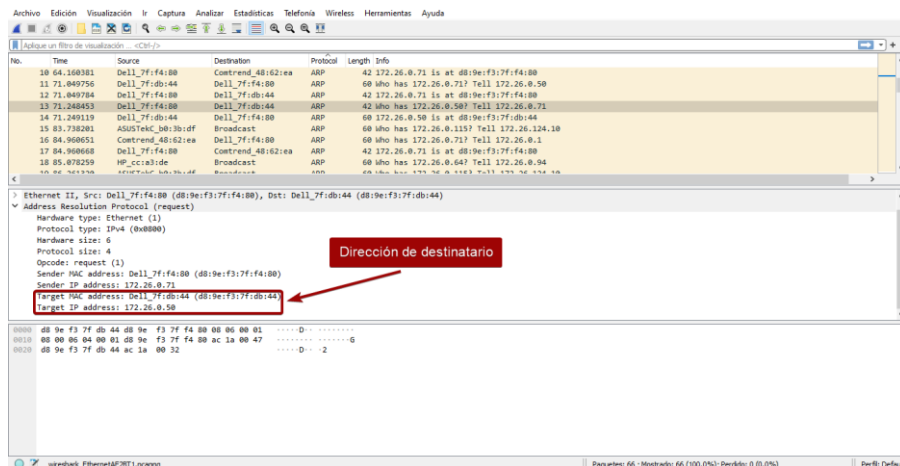 Archivo Edición Visualización Ir Captura Analizar Estadísticas Telefonía Wireless Herramientas Ayuda
Aplique un filtro de visualización ... <Ctrl-/>
No. Time Source Destination Protocol Length Info
10 64.160381 Dell_7f:f4:80 Comtrend_48:62:ea ARP 42 172.26.0.71 is at d8:9e:f3:7f:f4:80
11 71.049756 Dell_7f:db:44 Dell_7f:f4:80 ARP 60 Who has 172.26.0.71? Tell 172.26.0.50
12 71.049784 Dell_7f:f4:80 Dell_7f:db:44 ARP 42 172.26.0.71 is at d8:9e:f3:7f:f4:80
13 71.248453 Dell_7f:f4:80 Dell_7f:db:44 ARP 42 Who has 172.26.0.50? Tell 172.26.0.71
14 71.249119 Dell_7f:db:44 Dell_7f:f4:80 ARP 60 172.26.0.50 is at d8:9e:f3:7f:db:44
15 83.738201 ASUSTekC_b0:3b:df Broadcast ARP 60 Who has 172.26.0.115? Tell 172.26.124.10
16 84.960651 Comtrend_48:62:ea Dell_7f:f4:80 ARP 60 Who has 172.26.0.71? Tell 172.26.0.1
17 84.960668 Dell_7f:f4:80 Comtrend_48:62:ea ARP 42 172.26.0.71 is at d8:9e:f3:7f:f4:80
18 85.078259 HP_cc:a3:de Broadcast ARP 60 Who has 172.26.0.64? Tell 172.26.0.94
Ethernet II, Src: Dell_7f:f4:80 (d8:9e:f3:7f:f4:80), Dst: Dell_7f:db:44 (d8:9e:f3:7f:db:44)
Address Resolution Protocol (request)
Hardware type: Ethernet (1)
Protocol type: IPv4 (0x0800)
Hardware size: 6
Protocol size: 4
Opcode: request (1)
Sender MAC address: Dell_7f:f4:80 (d8:9e:f3:7f:f4:80)
Sender IP address: 172.26.0.71
Target MAC address: Dell_7f:db:44 (d8:9e:f3:7f:db:44)
Target IP address: 172.26.0.50
Dirección de destinatario
0000 d8 9e f3 7f db 44 d8 9e f3 7f f4 80 08 06 00 01 ·····D·· ········
0010 08 00 06 04 00 01 d8 9e f3 7f f4 80 ac 1a 00 47 ········ ·······G
0020 d8 9e f3 7f db 44 ac 1a 00 32 ·····D·· ·2
Paquetes: 66 · Mostrado: 66 (100.0%) · Perdido: 0 (0.0%) Perfil: